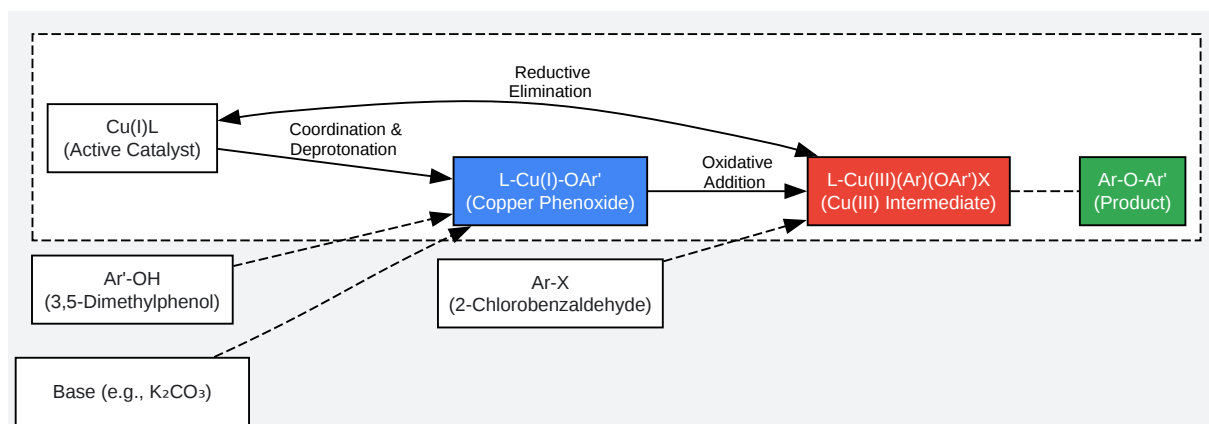 Reductive
Elimination
Cu(I)L
(Active Catalyst)
Coordination &
Deprotonation
L-Cu(I)-OAr'
(Copper Phenoxide)
Oxidative
Addition
L-Cu(III)(Ar)(OAr')X
(Cu(III) Intermediate)
Ar-O-Ar'
(Product)
Ar'-OH
(3,5-Dimethylphenol)
Ar-X
(2-Chlorobenzaldehyde)
Base (e.g., K₂CO₃)